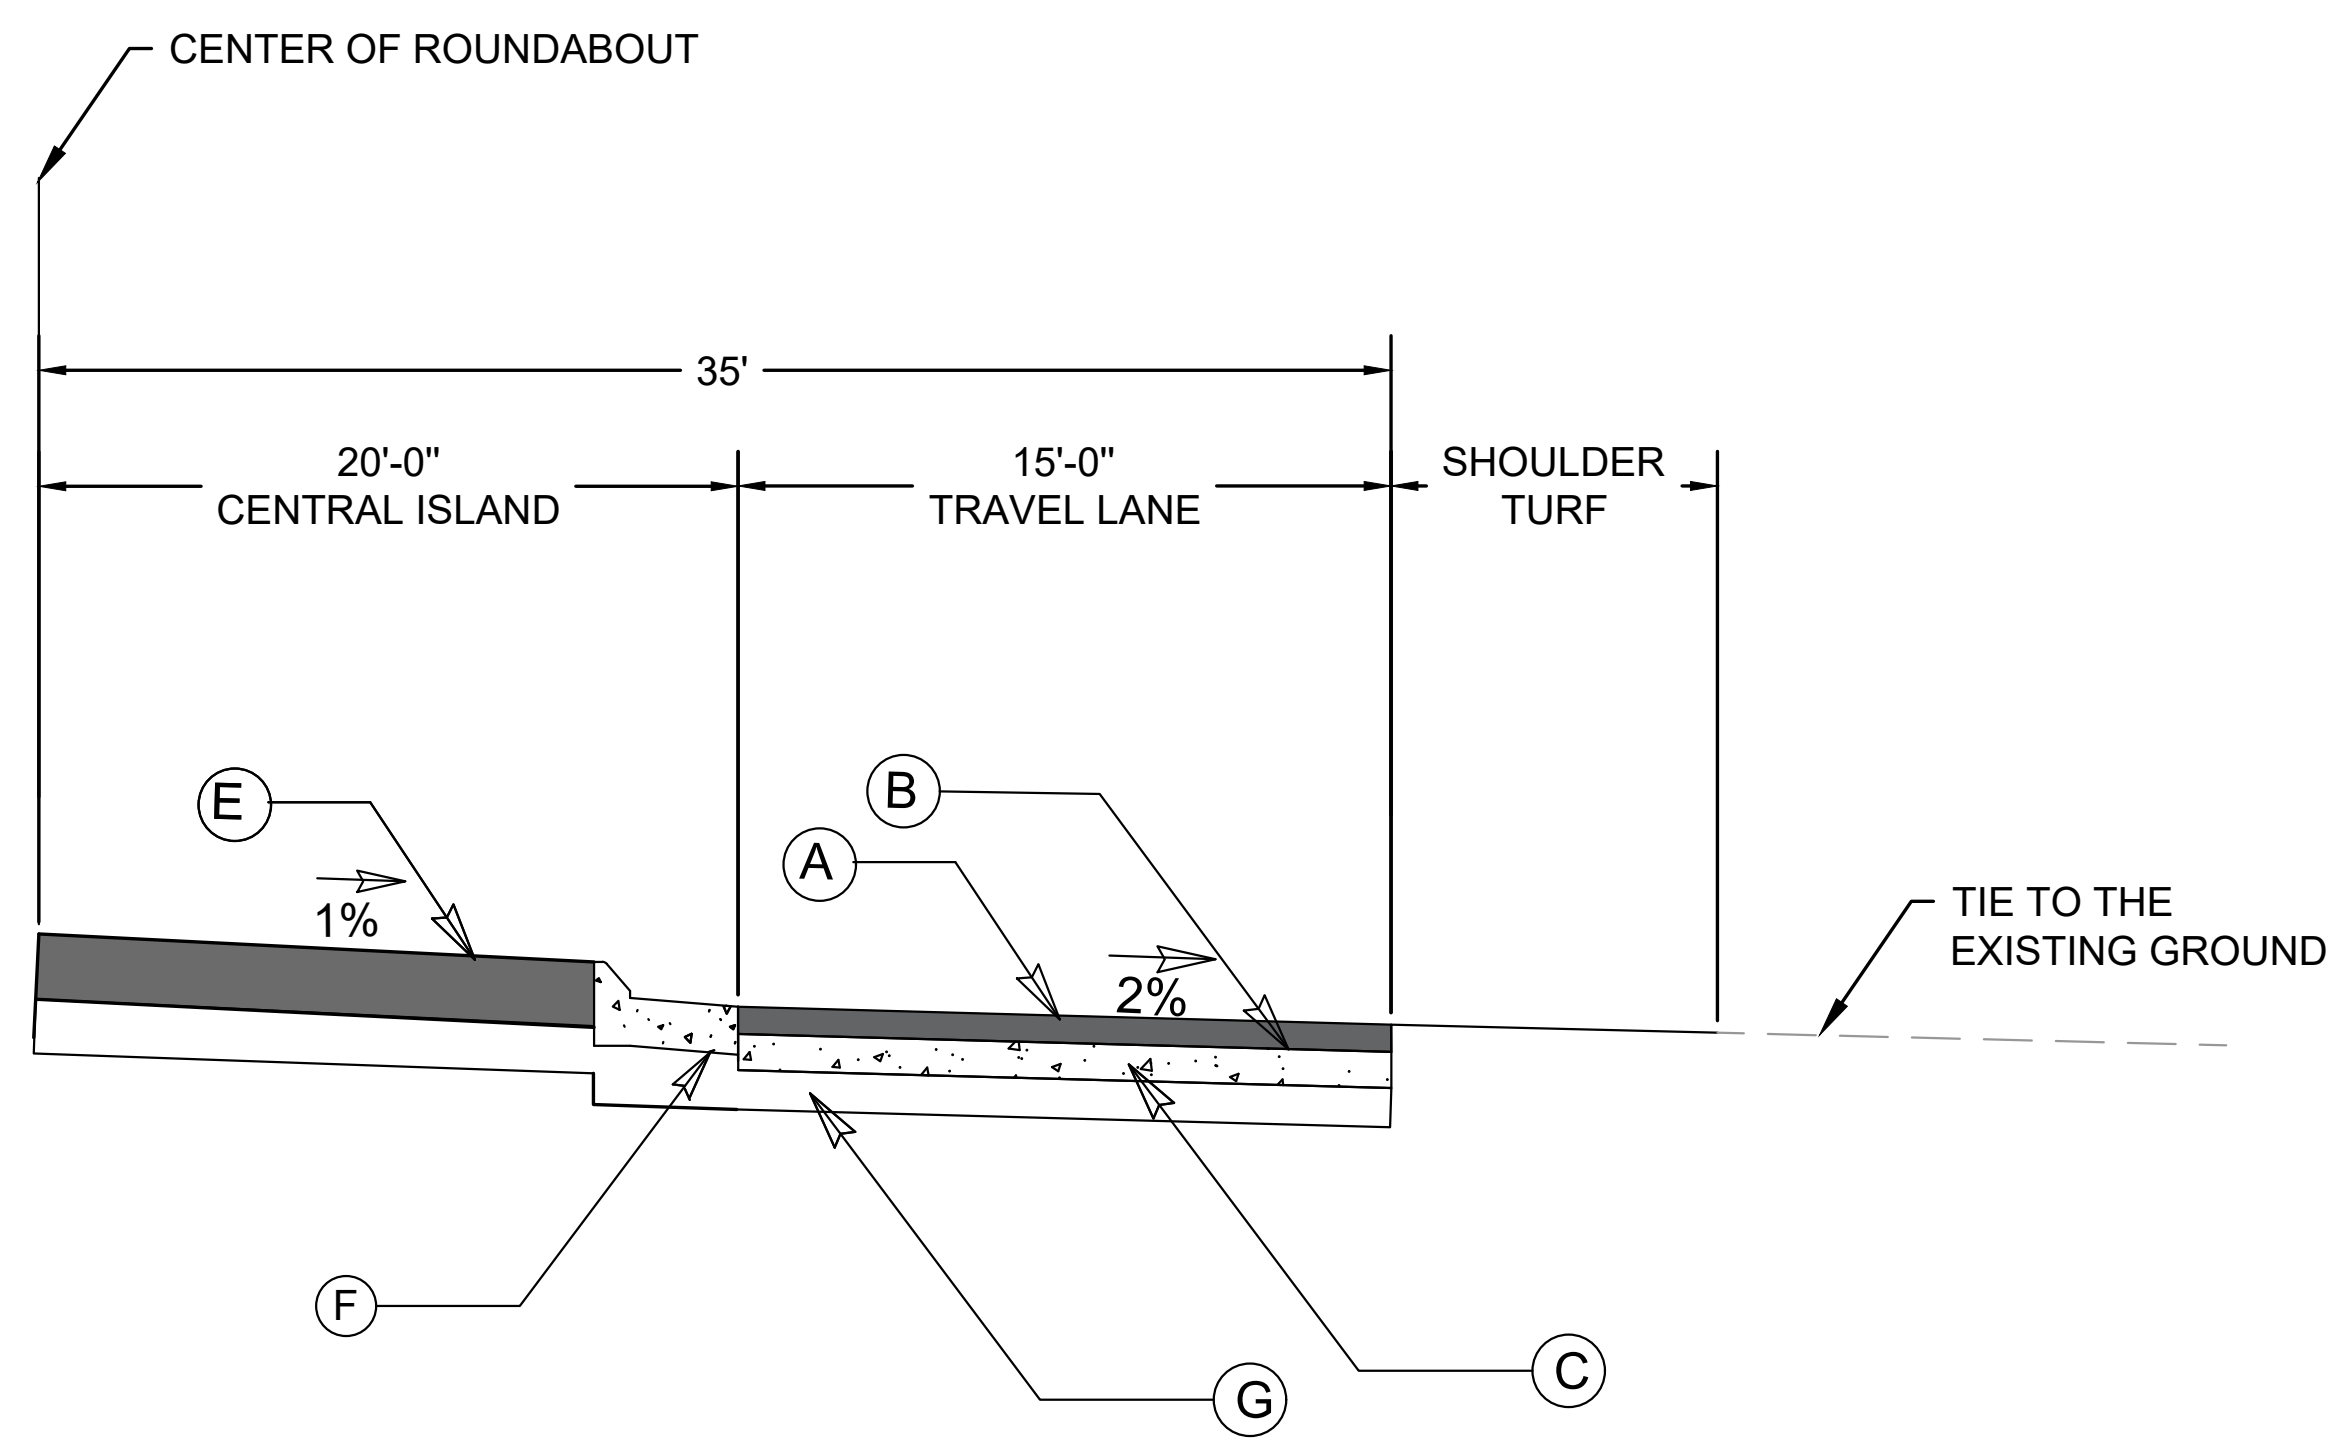 CENTER OF ROUNDABOUT
35'
20'-0"
CENTRAL ISLAND
15'-0"
TRAVEL LANE
SHOULDER
TURF
B
E
A
1%
2%
TIE TO THE
EXISTING GROUND
F
C
G